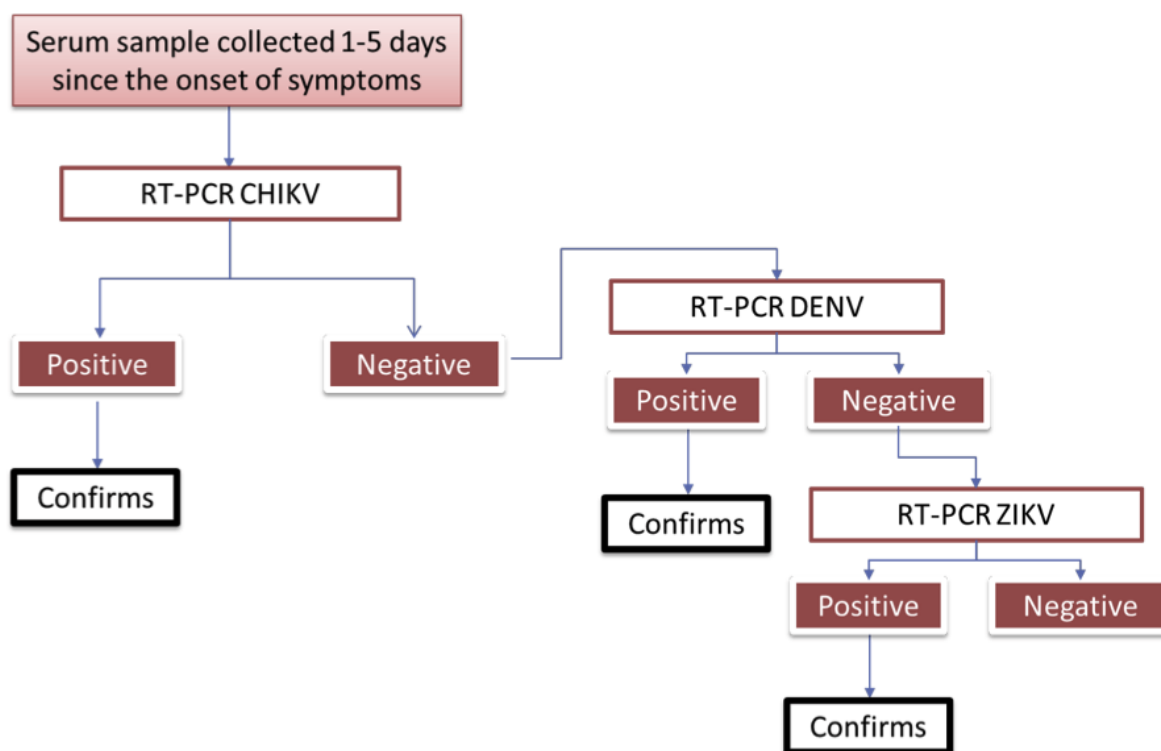 Serum sample collected 1-5 days
since the onset of symptoms
RT-PCR CHIKV
Positive
Negative
Confirms
RT-PCR DENV
Positive
Negative
Confirms
RT-PCR ZIKV
Positive
Negative
Confirms